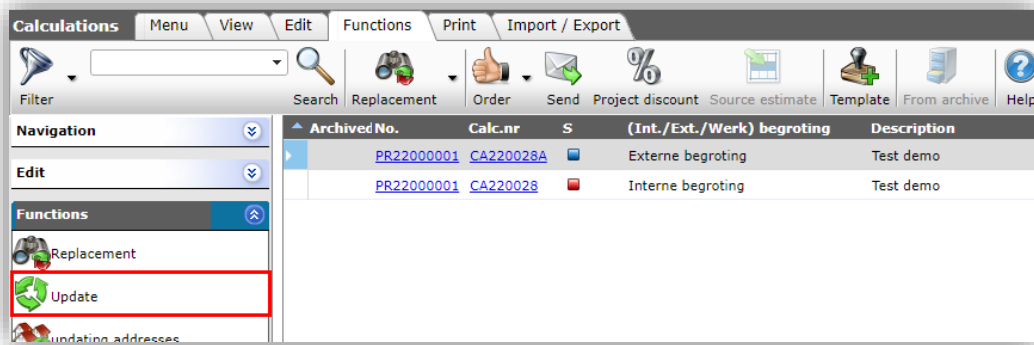 Calculations Menu View Edit Functions Print Import / Export
Filter Search Replacement Order Send Project discount Source estimate Template From archive Help
Navigation
Edit
Functions
Replacement
Update
updating addresses
Archived No. Calc.nr S (Int./Ext./Werk) begroting Description
PR22000001 CA220028A Externe begroting Test demo
PR22000001 CA220028 Interne begroting Test demo